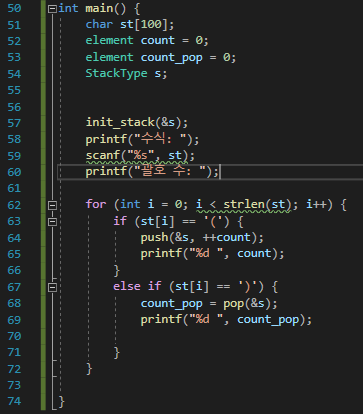 50 int main() {
51 char st[100];
52 element count = 0;
53 element count_pop = 0;
54 StackType s;
55
56
57 init_stack(&s);
58 printf("수식: ");
59 scanf("%s", st);
60 printf("괄호 수: ");
61
62 for (int i = 0; i < strlen(st); i++) {
63 if (st[i] == '(') {
64 push(&s, ++count);
65 printf("%d ", count);
66 }
67 else if (st[i] == ')') {
68 count_pop = pop(&s);
69 printf("%d ", count_pop);
70
71 }
72 }
73
74 }